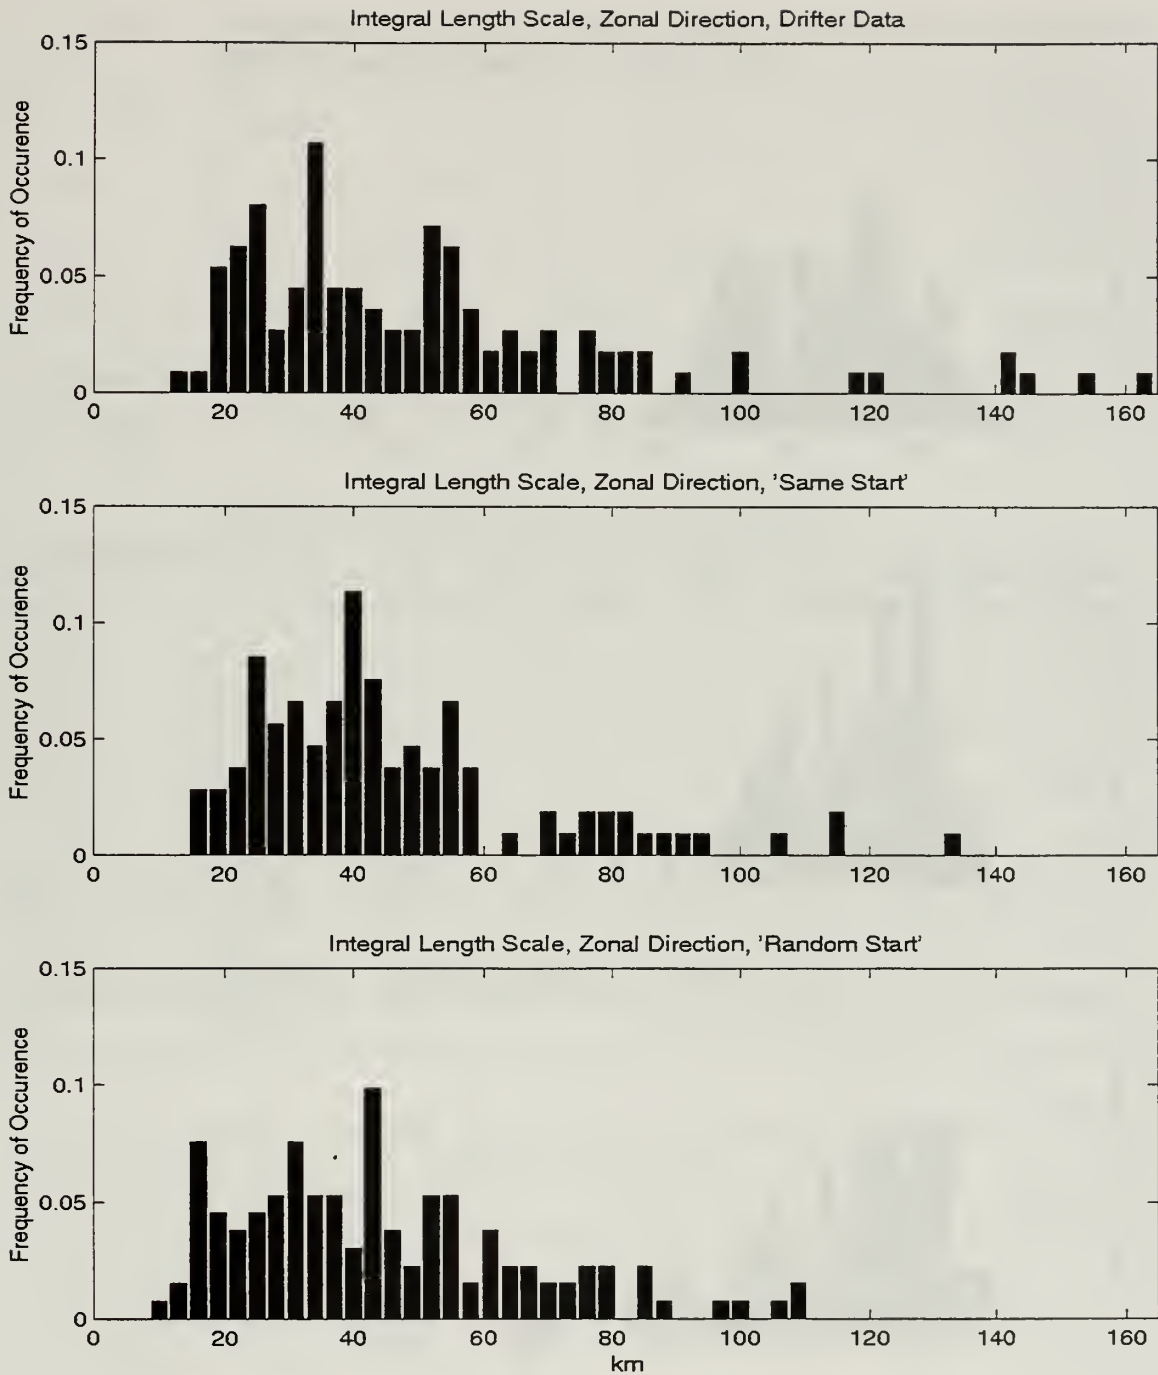 Integral Length Scale, Zonal Direction, Drifter Data
0.15
0.1
0.05
0
Frequency of Occurence
0 20 40 60 80 100 120 140 160
Integral Length Scale, Zonal Direction, 'Same Start'
0.15
0.1
0.05
0
Frequency of Occurence
0 20 40 60 80 100 120 140 160
Integral Length Scale, Zonal Direction, 'Random Start'
0.15
0.1
0.05
0
Frequency of Occurence
0 20 40 60 80 100 120 140 160
km